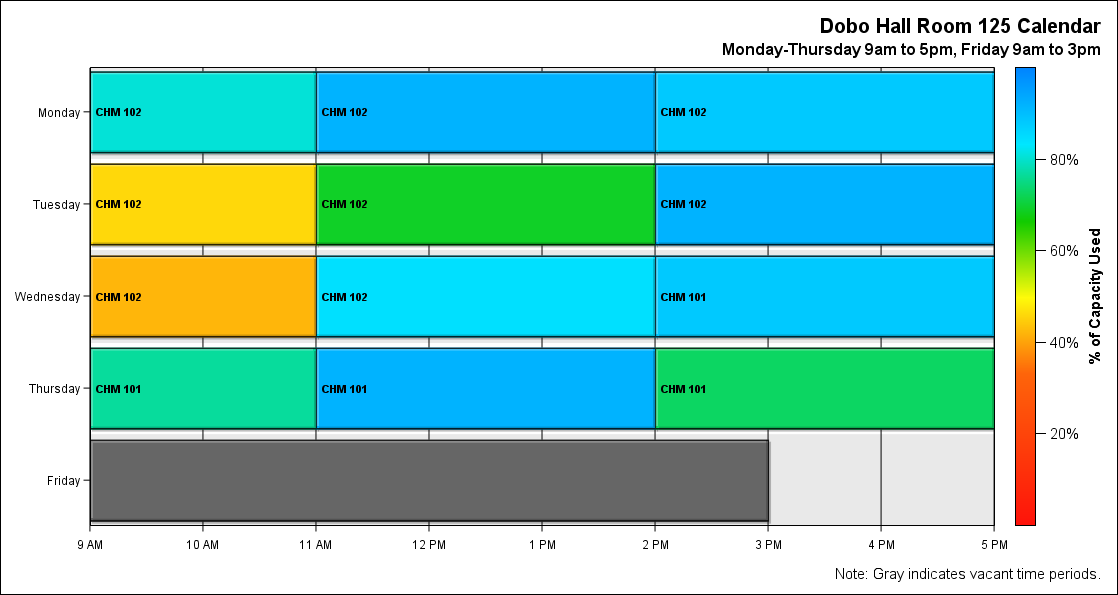 Dobo Hall Room 125 Calendar
Monday-Thursday 9am to 5pm, Friday 9am to 3pm
Monday
CHM 102
CHM 102
CHM 102
Tuesday
CHM 102
CHM 102
CHM 102
Wednesday
CHM 102
CHM 102
CHM 101
Thursday
CHM 101
CHM 101
CHM 101
Friday
9 AM
10 AM
11 AM
12 PM
1 PM
2 PM
3 PM
4 PM
5 PM
80%
60%
40%
20%
% of Capacity Used
Note: Gray indicates vacant time periods.